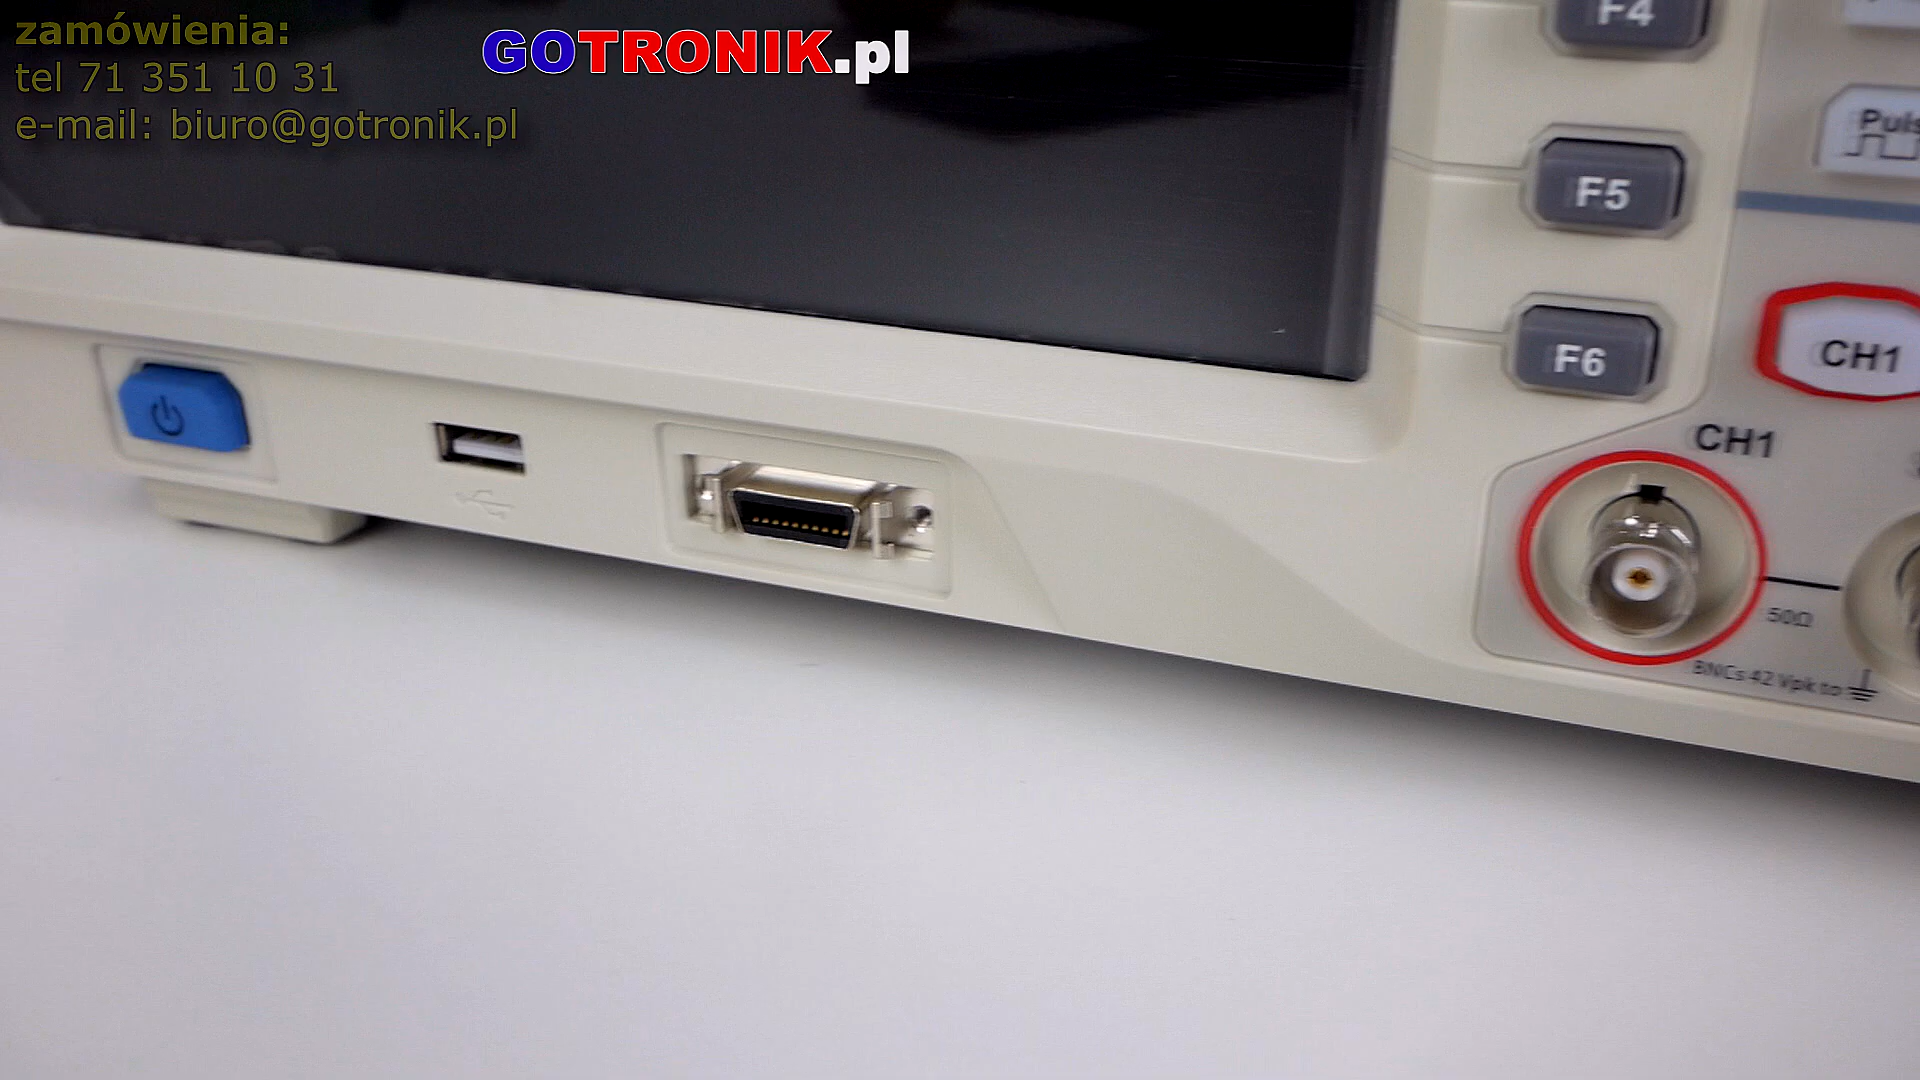 zamówienia:
tel 71 351 10 31
e-mail: biuro@gotronik.pl
GOTRONIK.pl
F4
F5
F6
CH1
CH1
50Ω
BNCs 42 Vpk to